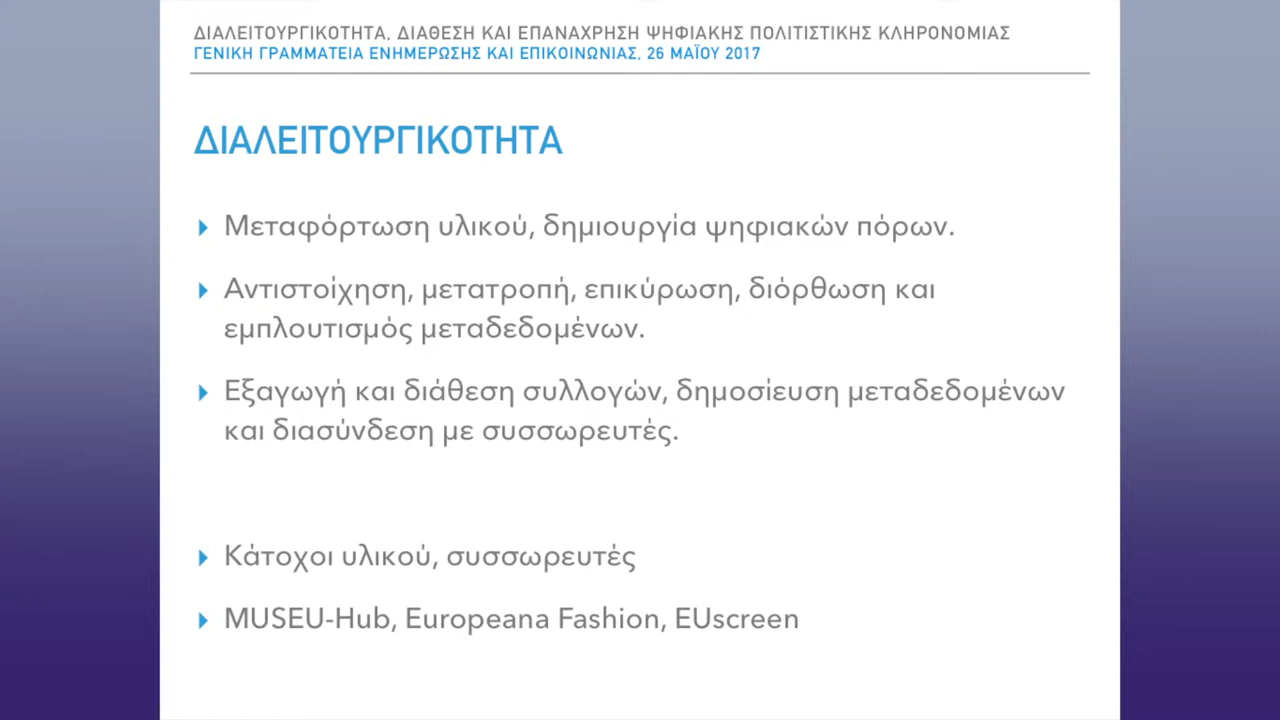 ΔΙΑΛΕΙΤΟΥΡΓΙΚΟΤΗΤΑ, ΔΙΑΘΕΣΗ ΚΑΙ ΕΠΑΝΑΧΡΗΣΗ ΨΗΦΙΑΚΗΣ ΠΟΛΙΤΙΣΤΙΚΗΣ ΚΛΗΡΟΝΟΜΙΑΣ
ΓΕΝΙΚΗ ΓΡΑΜΜΑΤΕΙΑ ΕΝΗΜΕΡΩΣΗΣ ΚΑΙ ΕΠΙΚΟΙΝΩΝΙΑΣ, 26 ΜΑΪΟΥ 2017
ΔΙΑΛΕΙΤΟΥΡΓΙΚΟΤΗΤΑ
Μεταφόρτωση υλικού, δημιουργία ψηφιακών πόρων.
Αντιστοίχηση, μετατροπή, επικύρωση, διόρθωση και
εμπλουτισμός μεταδεδομένων.
Εξαγωγή και διάθεση συλλογών, δημοσίευση μεταδεδομένων
και διασύνδεση με συσσωρευτές.
Κάτοχοι υλικού, συσσωρευτές
MUSEU-Hub, Europeana Fashion, EUscreen